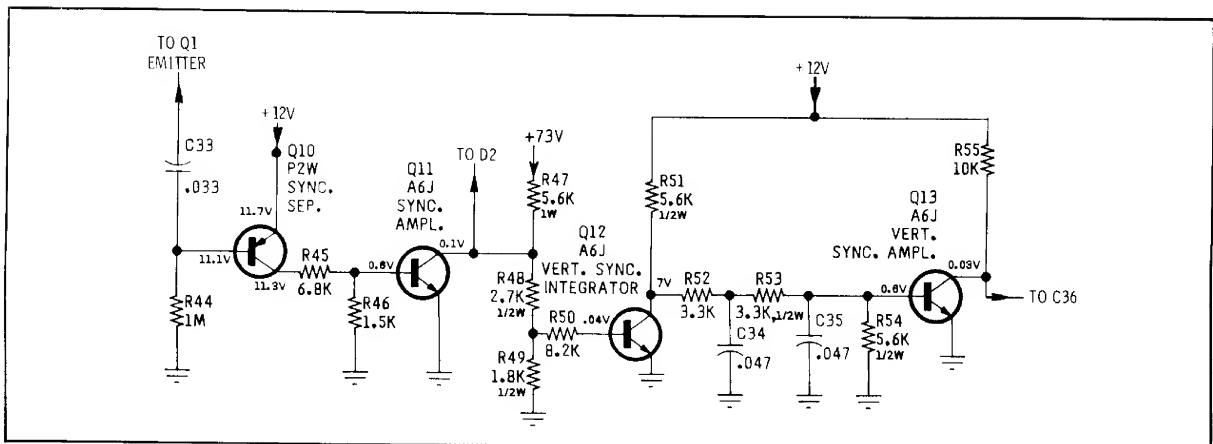 TO Q1
EMITTER
C33
.033
+12V
Q10
P2W
SYNC.
SEP.
11.7V
11.1V
11.3V
R44
1M
R45
6.8K
R46
1.5K
Q11
A6J
SYNC.
AMPL.
0.6V
0.1V
TO D2
+73V
R47
5.6K
1W
R48
2.7K
1/2W
R49
1.8K
1/2W
R50
8.2K
Q12
A6J
VERT. SYNC.
INTEGRATOR
.04V
+12V
R51
5.6K
1/2W
7V
R52
3.3K
R53
3.3K,1/2W
C34
.047
C35
.047
R54
5.6K
1/2W
Q13
A6J
VERT.
SYNC. AMPL.
0.6V
0.03V
R55
10K
TO C36